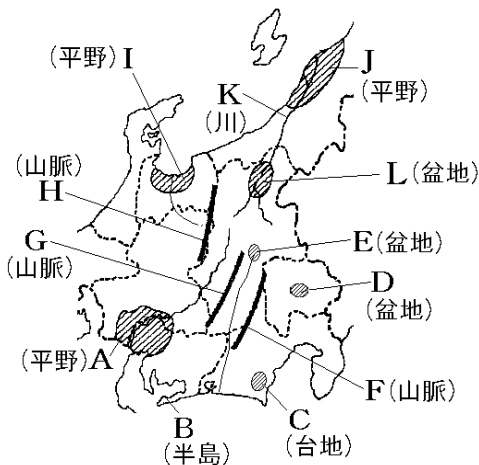 (平野)I
J
(平野)
K
(川)
(山脈)
H
L(盆地)
G
(山脈)
E(盆地)
D
(盆地)
(平野)A
F(山脈)
B
(半島)
C
(台地)